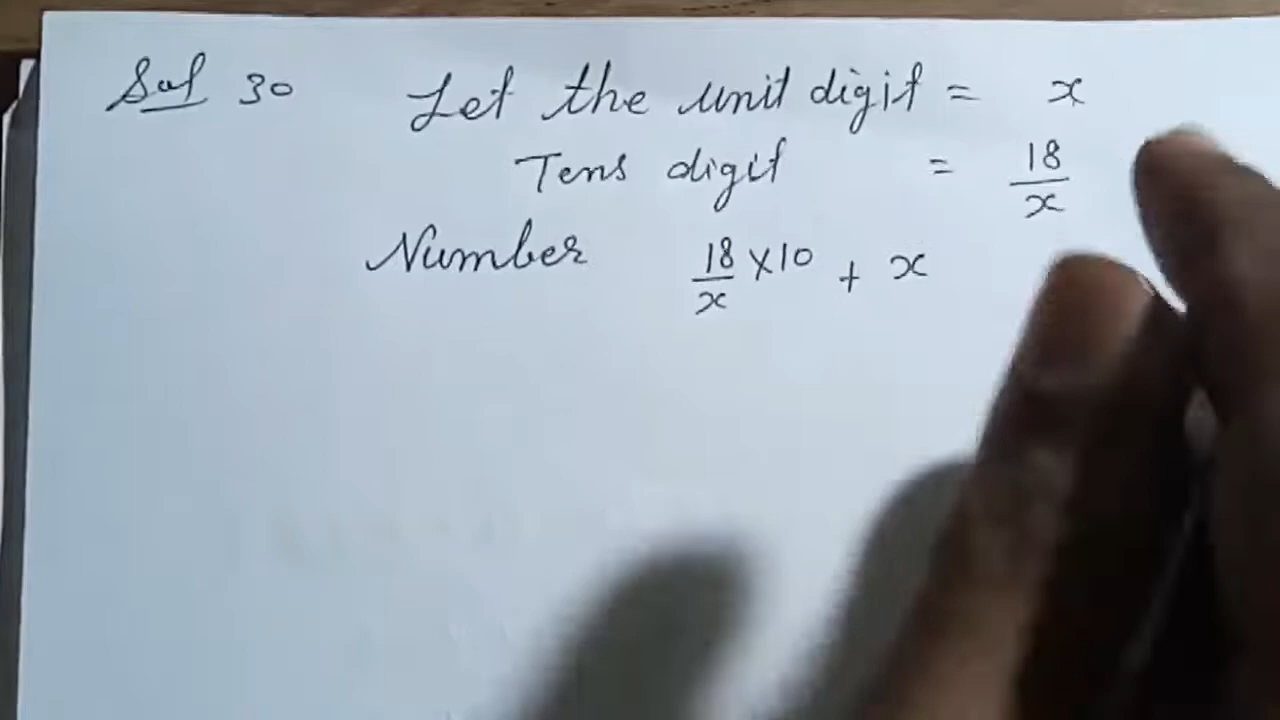 Sol 30 Let the unit digit = x
Tens digit = 18/x
Number 18/x × 10 + x